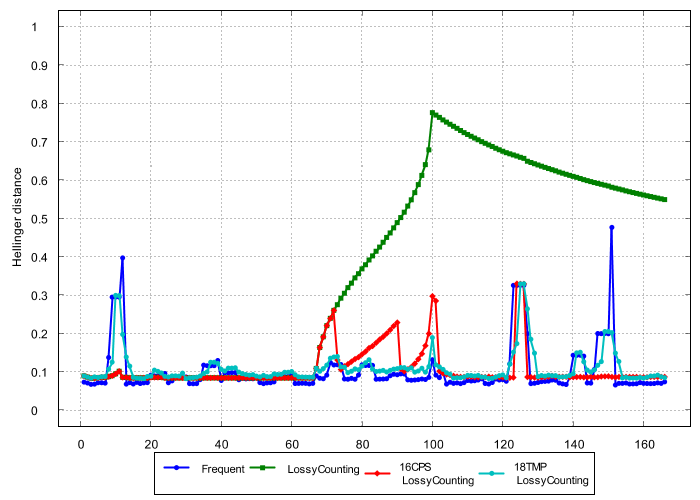 1
0.9
0.8
0.7
0.6
0.5
0.4
0.3
0.2
0.1
0
Hellinger distance
0 20 40 60 80 100 120 140 160
Frequent LossyCounting 16CPS 18TMP
LossyCounting LossyCounting